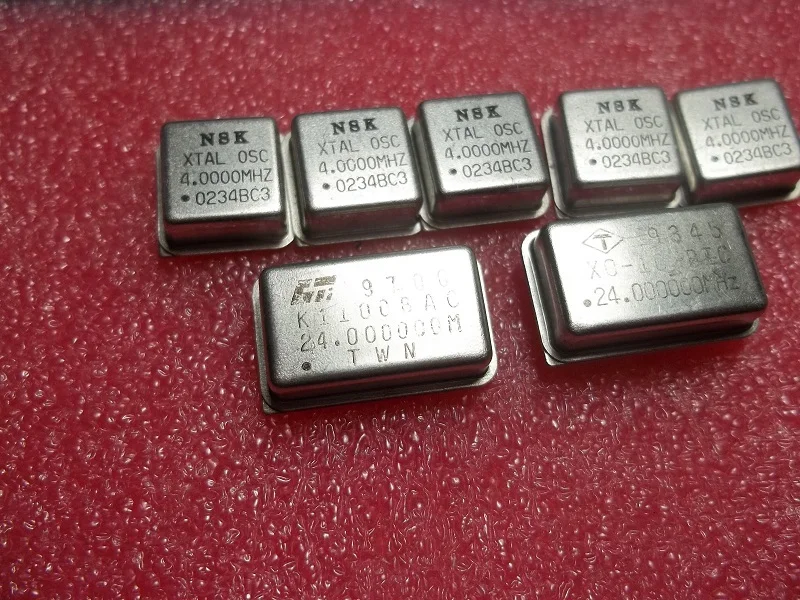 NSK
XTAL OSC
4.0000MHZ
0234BC3
NSK
XTAL OSC
4.0000MHZ
0234BC3
NSK
XTAL OSC
4.0000MHZ
0234BC3
NSK
XTAL OSC
4.0000MHZ
0234BC3
NSK
XTAL OSC
4.0000MHZ
0234BC3
K1100BAC
24.000000M
TWN
9345
24.000000MHz